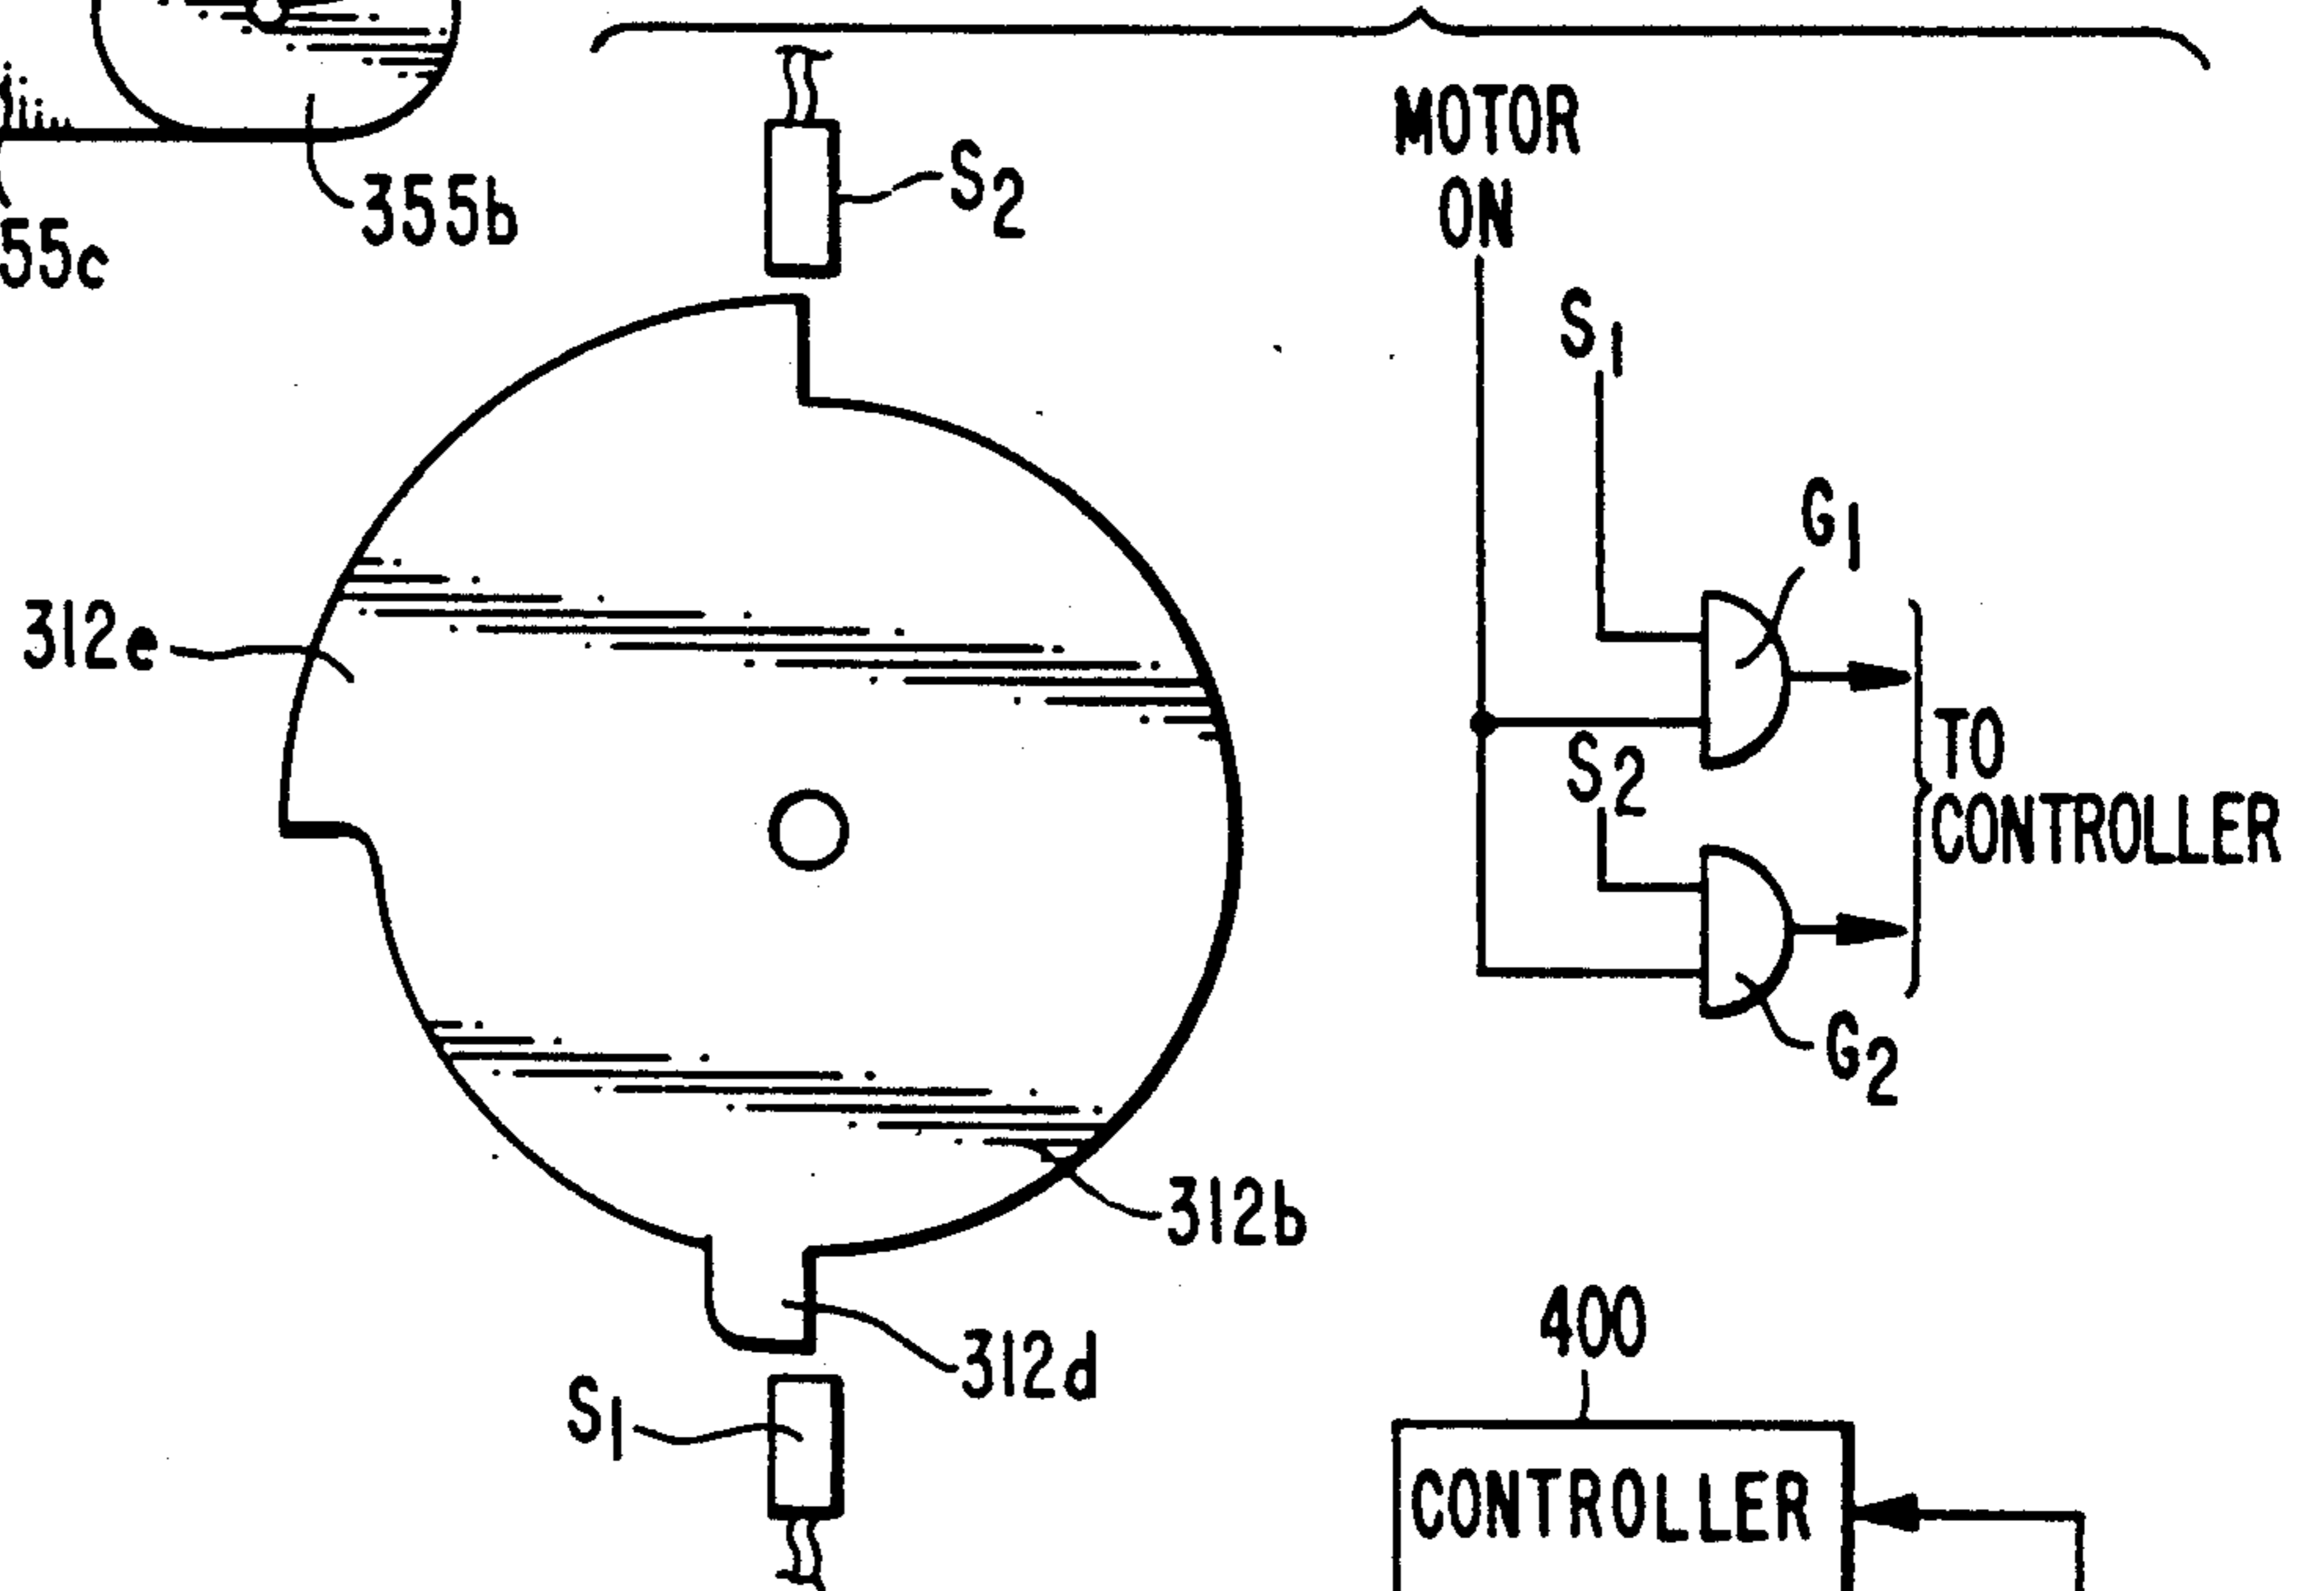 MOTOR
ON
S2
355b
55c
S1
G1
312e
S2
TO
CONTROLLER
G2
312b
312d
S1
400
CONTROLLER